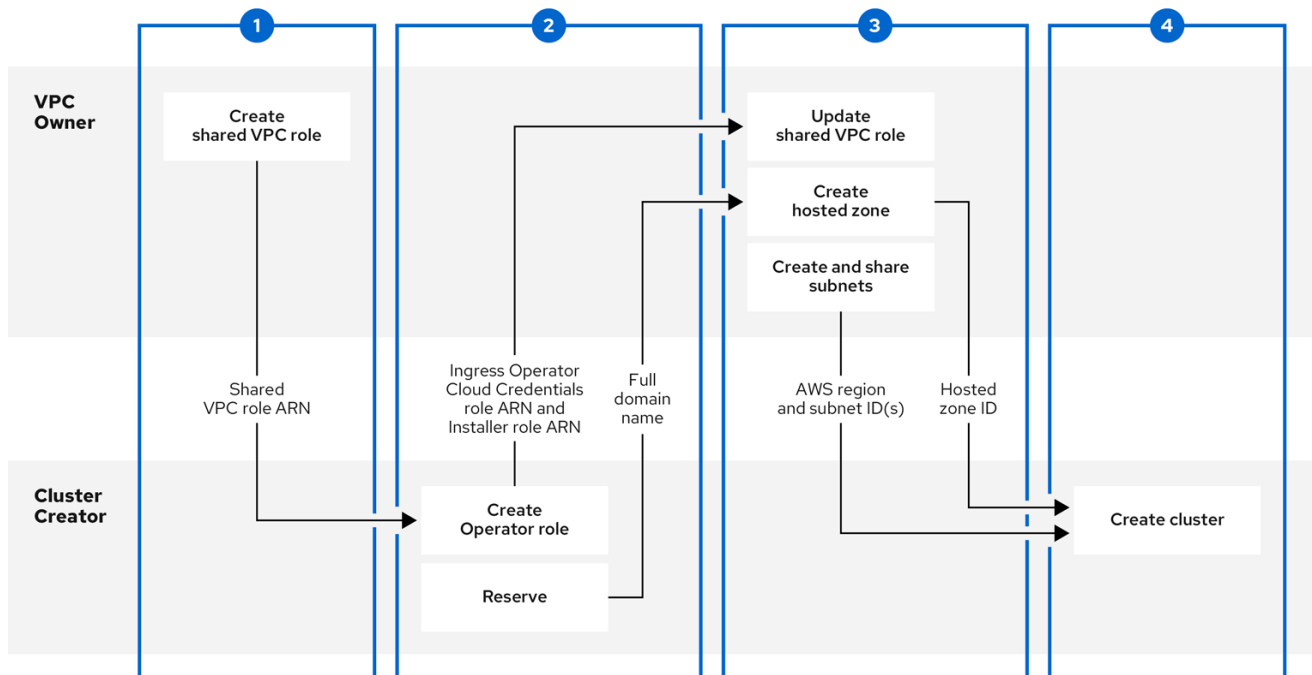 1
2
3
4
VPC
Owner
Create
shared VPC role
Update
shared VPC role
Create
hosted zone
Create and share
subnets
Shared
VPC role ARN
Ingress Operator
Cloud Credentials
role ARN and
Installer role ARN
Full
domain
name
AWS region
and subnet ID(s)
Hosted
zone ID
Cluster
Creator
Create
Operator role
Reserve
Create cluster